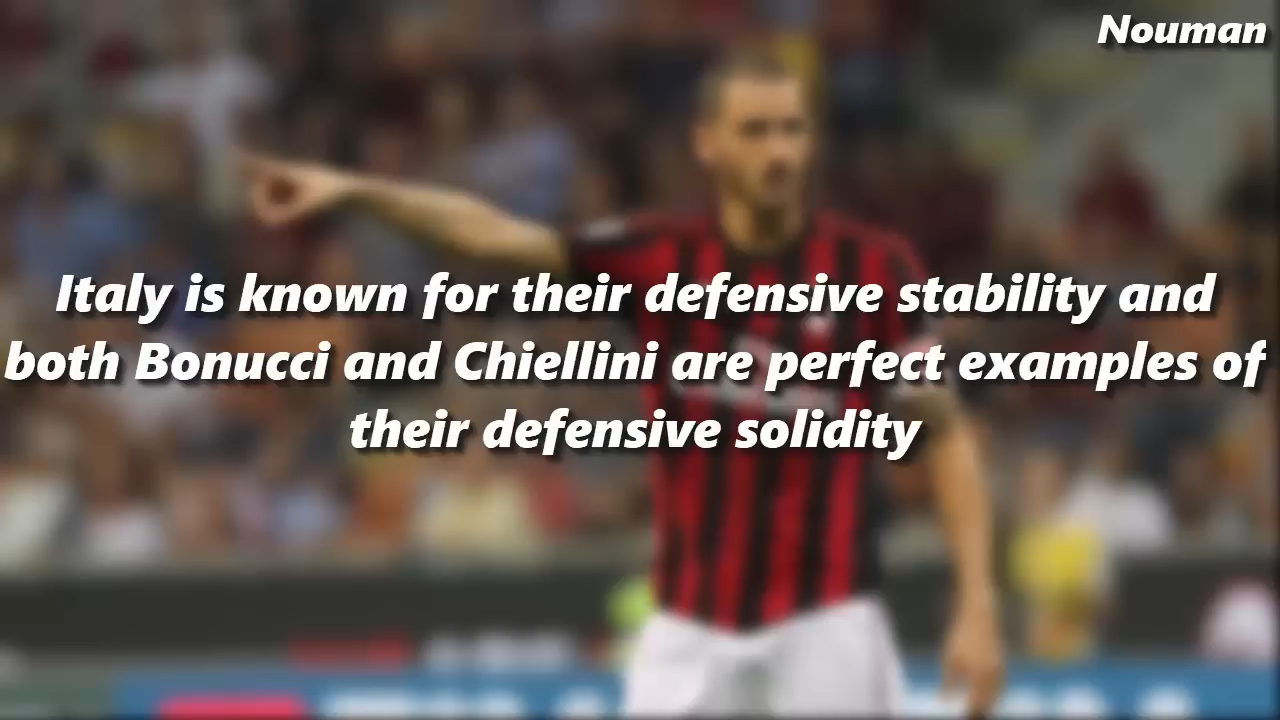 Nouman
Italy is known for their defensive stability and
both Bonucci and Chiellini are perfect examples of
their defensive solidity